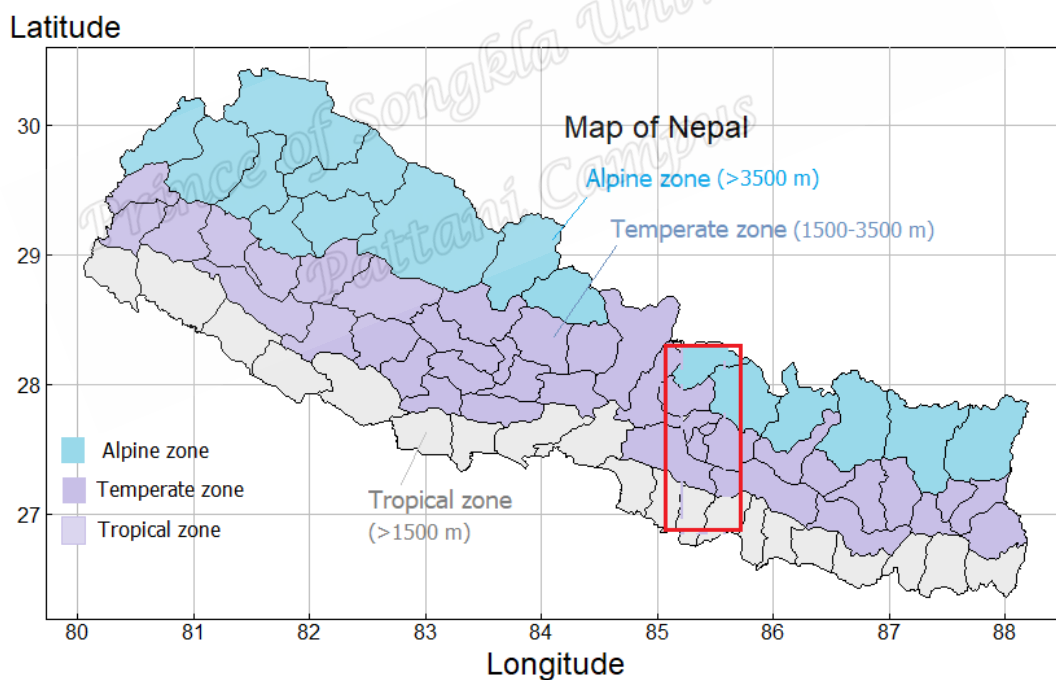 Latitude
Prince of Songkla Uni
Pattani Campus
Map of Nepal
Alpine zone (>3500 m)
Temperate zone (1500-3500 m)
30
29
28
27
Alpine zone
Temperate zone
Tropical zone
Tropical zone
(>1500 m)
80 81 82 83 84 85 86 87 88
Longitude